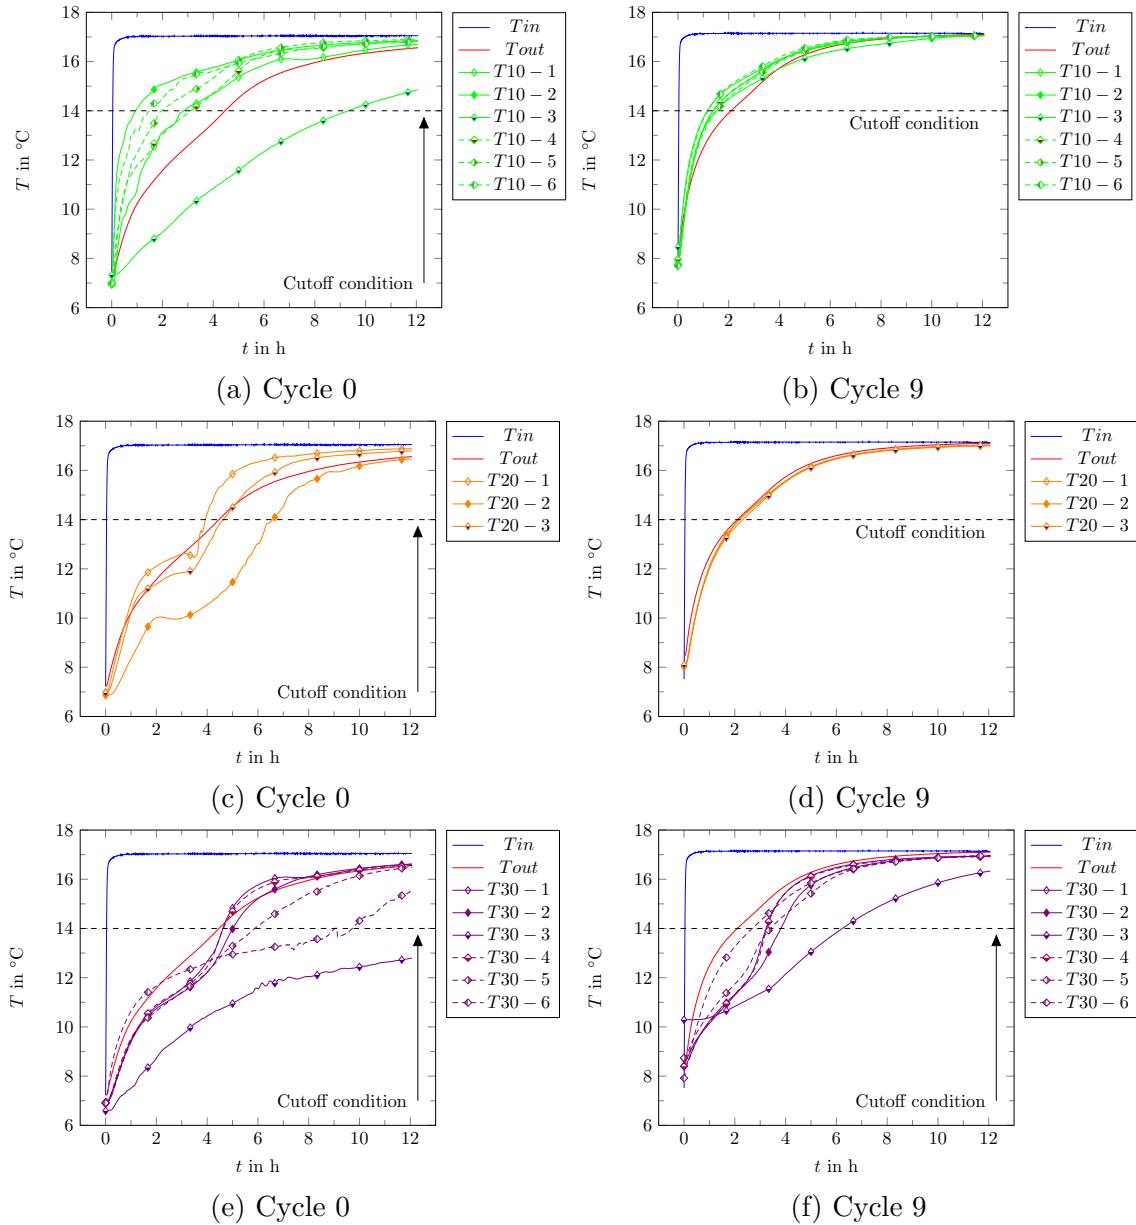 18
16
14
12
10
8
6
T in °C
0 2 4 6 8 10 12
t in h
Cutoff condition
Tin
Tout
T10 − 1
T10 − 2
T10 − 3
T10 − 4
T10 − 5
T10 − 6
(a) Cycle 0
18
16
14
12
10
8
6
T in °C
0 2 4 6 8 10 12
t in h
Cutoff condition
Tin
Tout
T10 − 1
T10 − 2
T10 − 3
T10 − 4
T10 − 5
T10 − 6
(b) Cycle 9
18
16
14
12
10
8
6
T in °C
0 2 4 6 8 10 12
t in h
Cutoff condition
Tin
Tout
T20 − 1
T20 − 2
T20 − 3
(c) Cycle 0
18
16
14
12
10
8
6
T in °C
0 2 4 6 8 10 12
t in h
Cutoff condition
Tin
Tout
T20 − 1
T20 − 2
T20 − 3
(d) Cycle 9
18
16
14
12
10
8
6
T in °C
0 2 4 6 8 10 12
t in h
Cutoff condition
Tin
Tout
T30 − 1
T30 − 2
T30 − 3
T30 − 4
T30 − 5
T30 − 6
(e) Cycle 0
18
16
14
12
10
8
6
T in °C
0 2 4 6 8 10 12
t in h
Cutoff condition
Tin
Tout
T30 − 1
T30 − 2
T30 − 3
T30 − 4
T30 − 5
T30 − 6
(f) Cycle 9